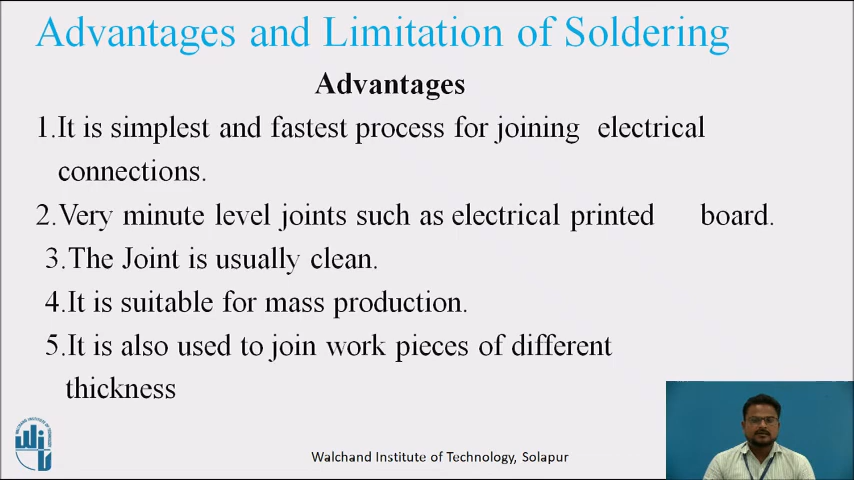 Advantages and Limitation of Soldering
Advantages
1.It is simplest and fastest process for joining electrical
connections.
2.Very minute level joints such as electrical printed board.
3.The Joint is usually clean.
4.It is suitable for mass production.
5.It is also used to join work pieces of different
thickness
Walchand Institute of Technology, Solapur